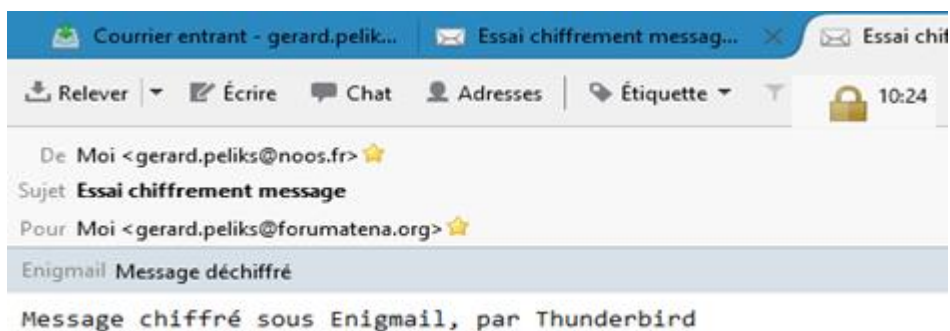 Courrier entrant - gerard.pelik... Essai chiffrement messag... Essai chif
Relever Écrire Chat Adresses Étiquette 10:24
De Moi <gerard.peliks@noos.fr>
Sujet Essai chiffrement message
Pour Moi <gerard.peliks@forumatena.org>
Enigmail Message déchiffré
Message chiffré sous Enigmail, par Thunderbird